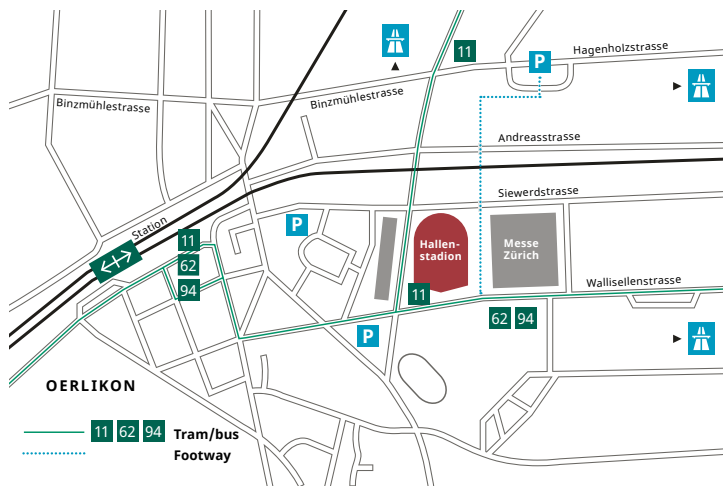 11
Hagenholzstrasse
P
Binzmühlestrasse
Binzmühlestrasse
Andreasstrasse
Siewerdstrasse
Station
P
11
62
94
Hallen-
stadion
Messe
Zürich
Wallisellenstrasse
11
62 94
P
OERLIKON
11 62 94 Tram/bus
Footway